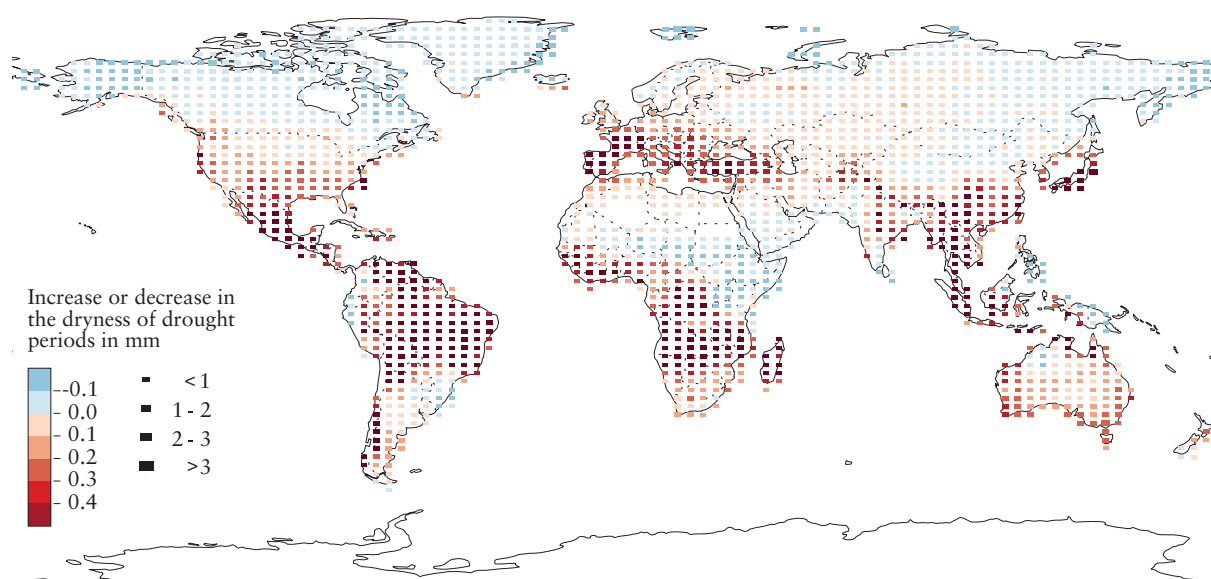 Increase or decrease in
the dryness of drought
periods in mm
--0.1
- 0.0
- 0.1
- 0.2
- 0.3
- 0.4
<1
1 - 2
2 - 3
>3